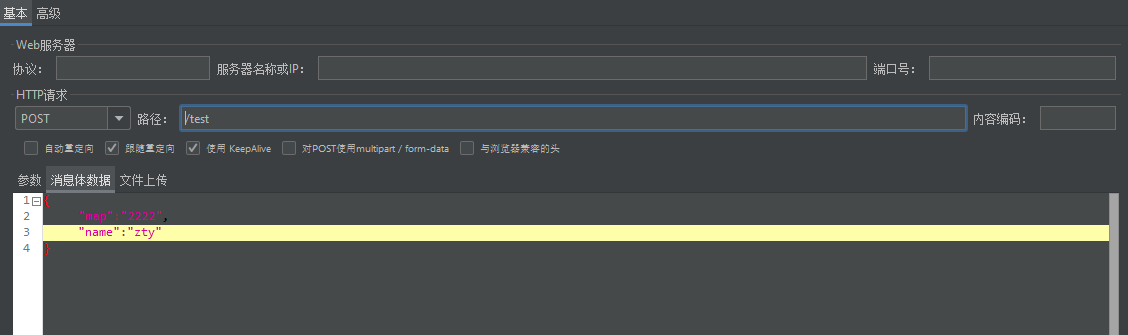 基本 高级
Web服务器
协议： 服务器名称或IP： 端口号：
HTTP请求
POST 路径： /test 内容编码：
自动重定向 跟随重定向 使用 KeepAlive 对POST使用multipart / form-data 与浏览器兼容的头
参数 消息体数据 文件上传
1 {
2 "map":"2222",
3 "name":"zty"
4 }